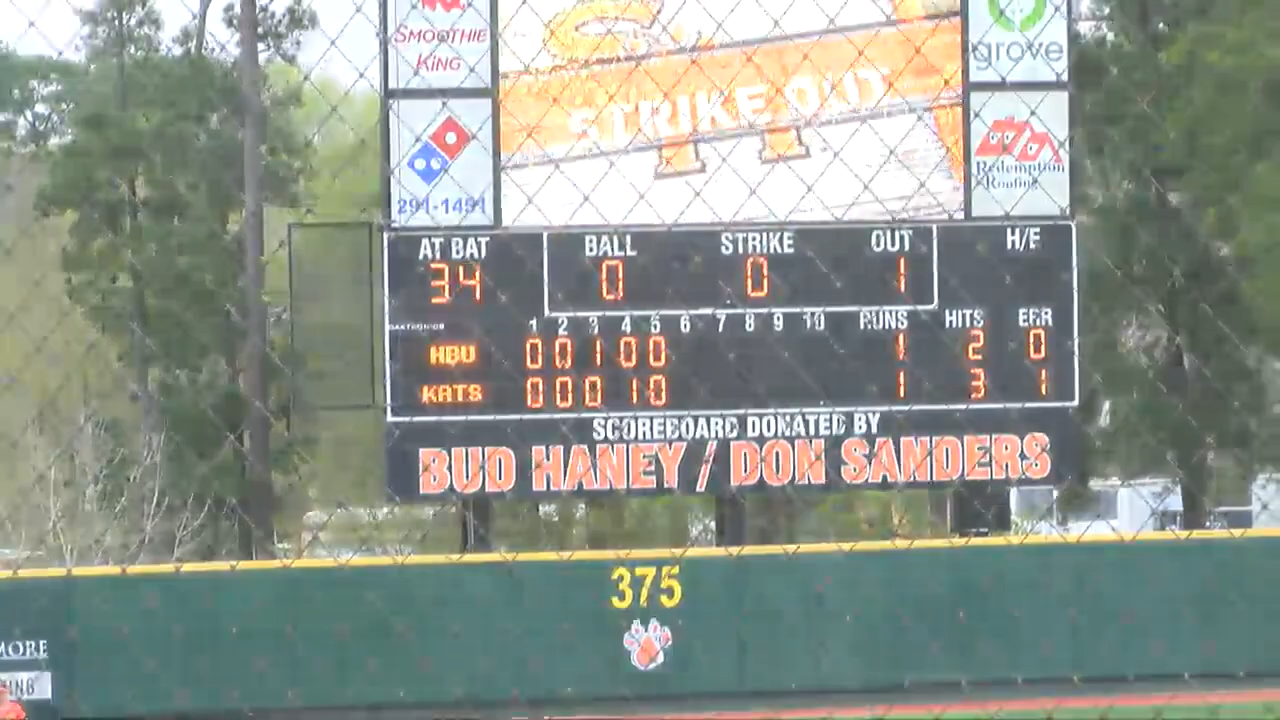 SMOOTHIE
KING
grove
STRIKE OUT
291-1491
Redemption
Roofing
AT BAT BALL STRIKE OUT H/E
34 0 0 1
DAKTRONICS
1 2 3 4 5 6 7 8 9 10 RUNS HITS ERR
HBU 0 0 1 0 0 1 2 0
KATS 0 0 0 1 0 1 3 1
SCOREBOARD DONATED BY
BUD HANEY / DON SANDERS
375
MORE